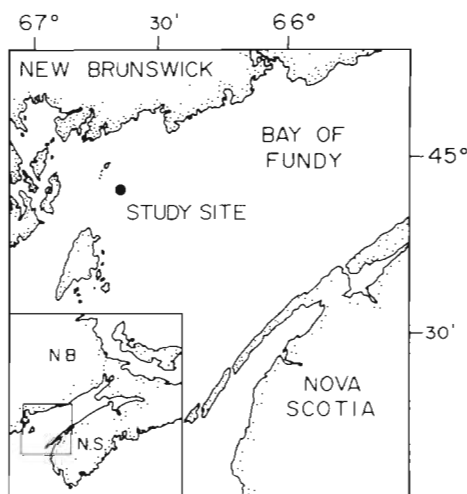 67° 30' 66°
NEW BRUNSWICK
BAY OF
FUNDY
45°
STUDY SITE
30'
N B
NOVA
SCOTIA
N.S.